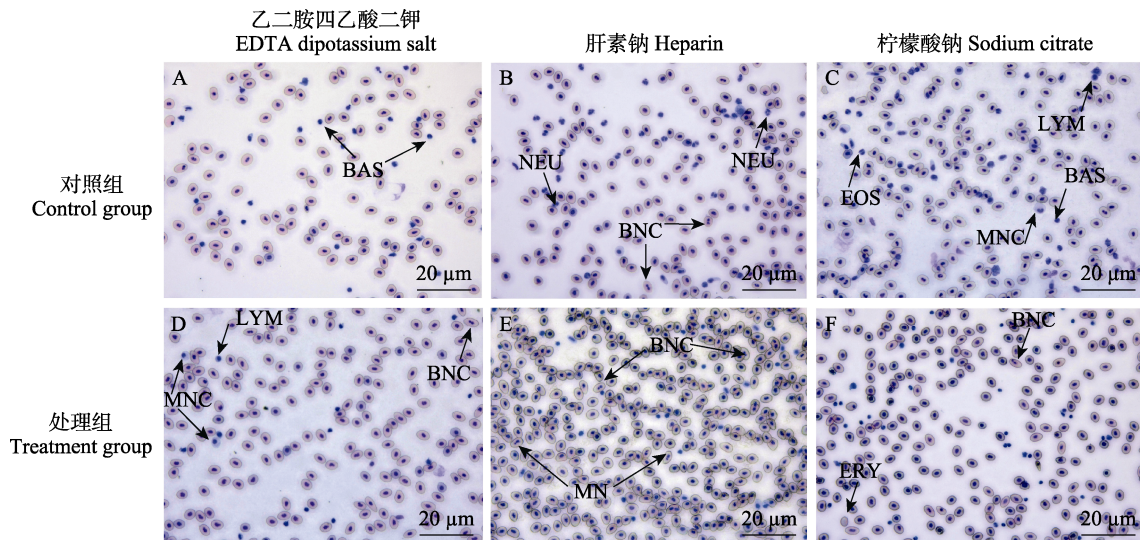 乙二胺四乙酸二钾
EDTA dipotassium salt
肝素钠 Heparin
柠檬酸钠 Sodium citrate
对照组
Control group
A
BAS
20 µm
B
NEU
NEU
BNC
20 µm
C
LYM
EOS
BAS
MNC
20 µm
处理组
Treatment group
D
LYM
BNC
MNC
20 µm
E
BNC
MN
20 µm
F
BNC
ERY
20 µm